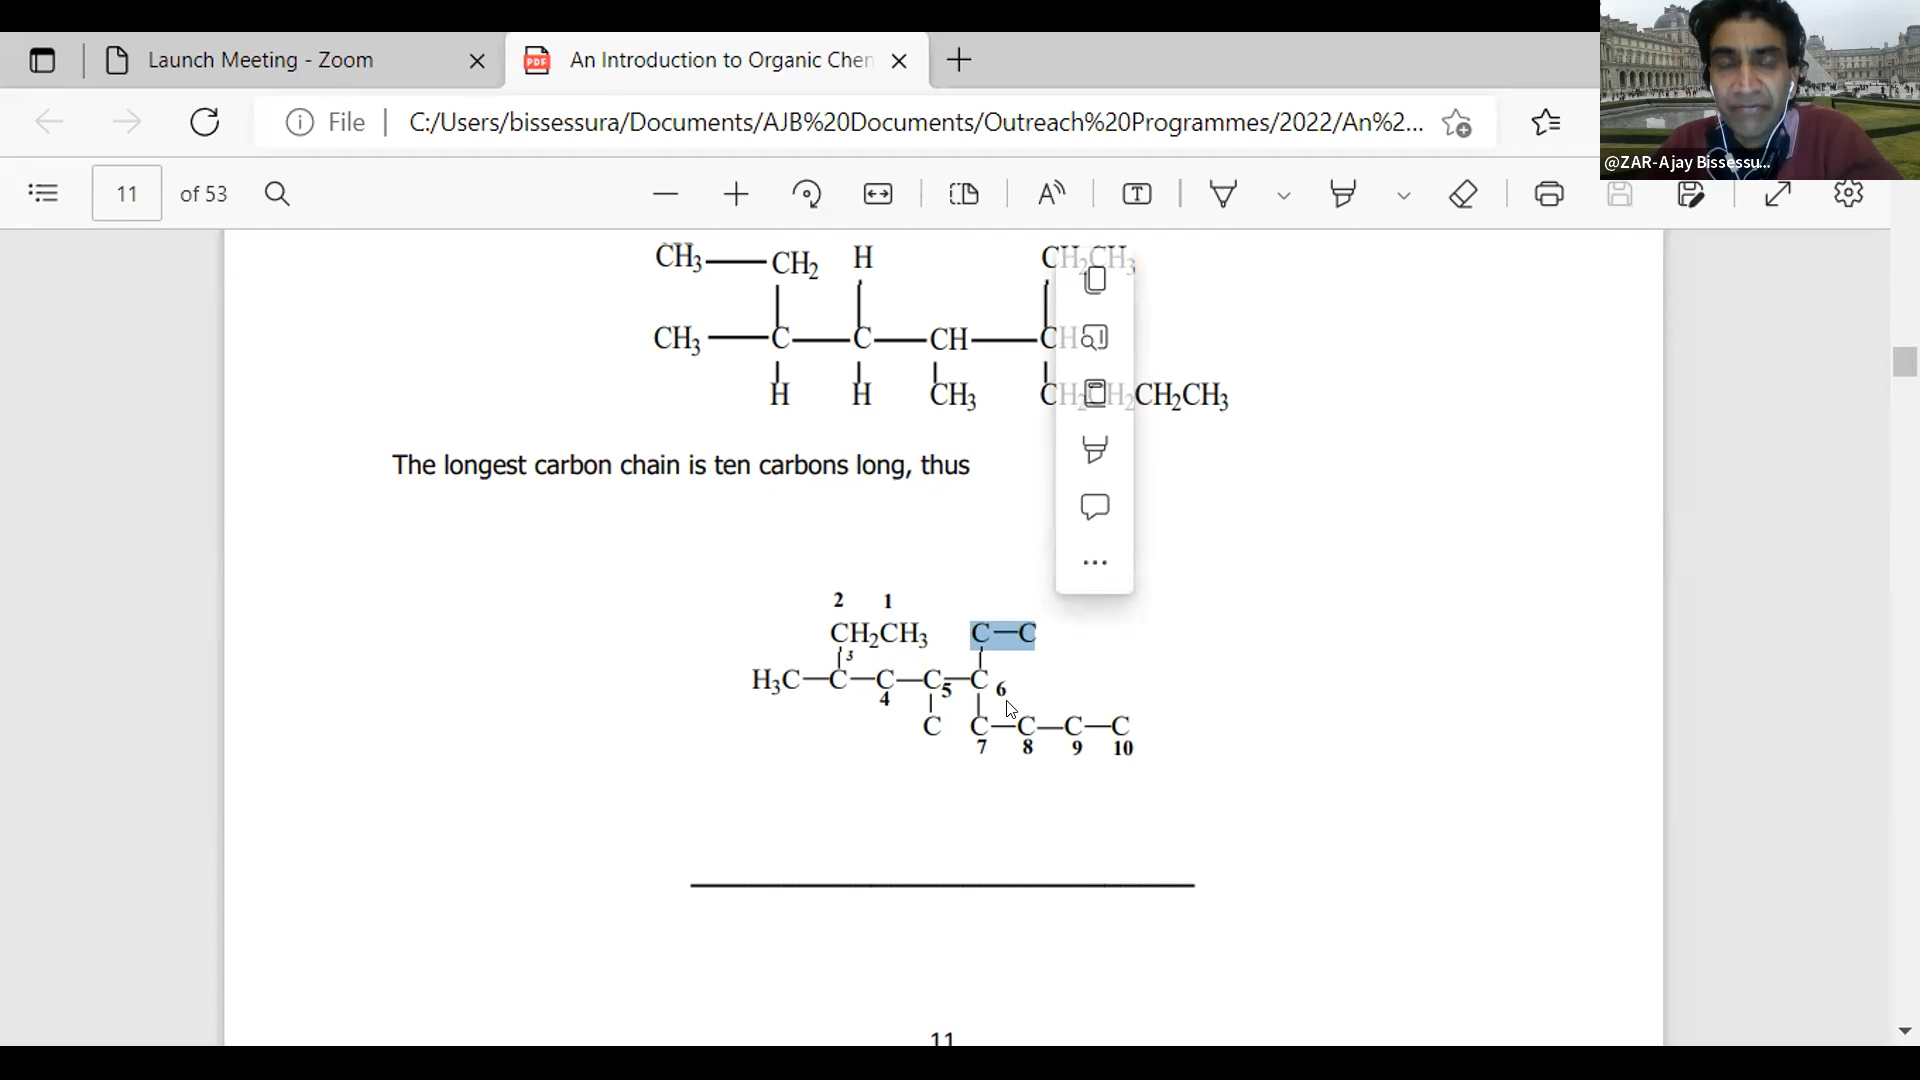 Launch Meeting - Zoom
An Introduction to Organic Chen
File
C:/Users/bissessura/Documents/AJB%20Documents/Outreach%20Programmes/2022/An%2...
@ZAR-Ajay Bissessu...
11 of 53
CH₃ CH₂ H CH₂CH₃
CH₃ C C CH CH
H H CH₃ CH₂CH₂CH₂CH₃
The longest carbon chain is ten carbons long, thus
2 1
CH₂CH₃ C—C
3
H₃C—C—C—C—C
4 5 6
C C—C—C—C
7 8 9 10
11